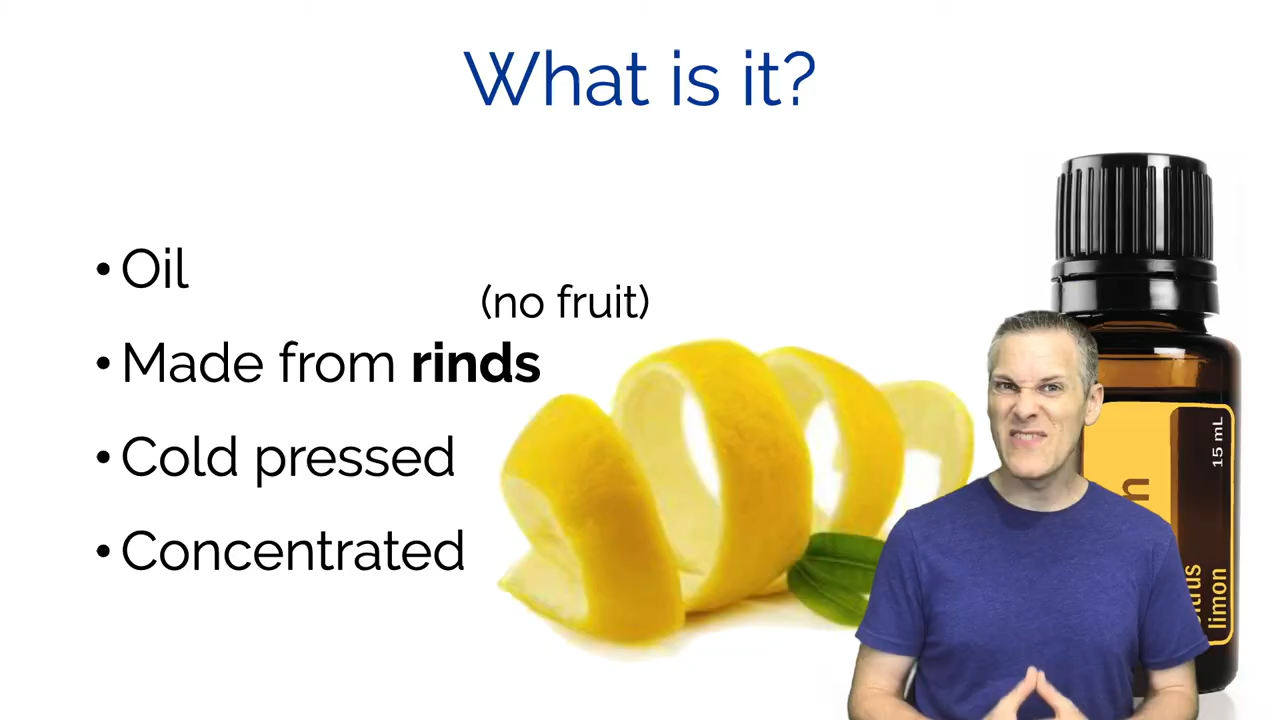 What is it?
• Oil
(no fruit)
• Made from rinds
• Cold pressed
• Concentrated
15 mL
limon